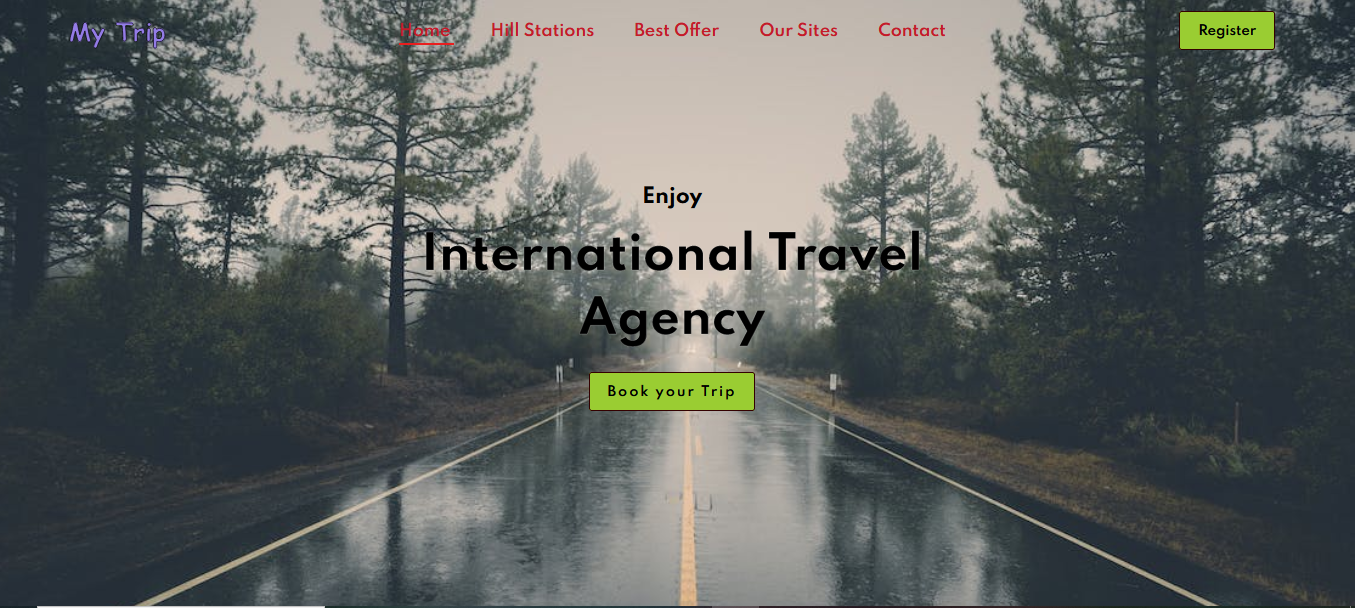 My Trip
Home
Hill Stations
Best Offer
Our Sites
Contact
Register
Enjoy
International Travel
Agency
Book your Trip